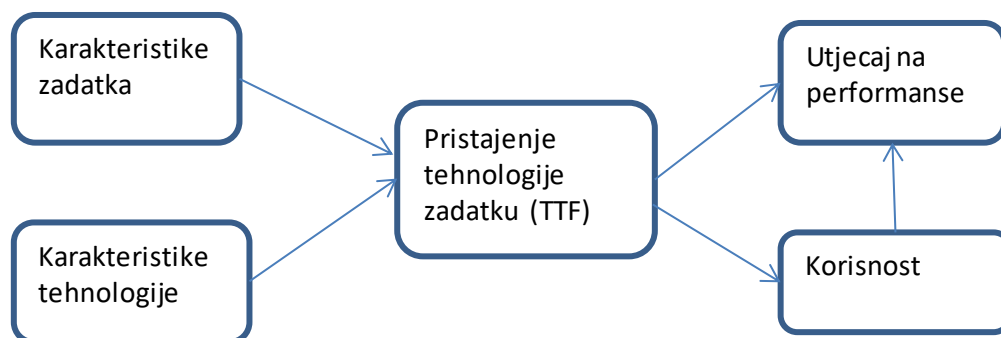 Karakteristike
zadatka
Karakteristike
tehnologije
Pristajenje
tehnologije
zadatku (TTF)
Utjecaj na
performanse
Korisnost